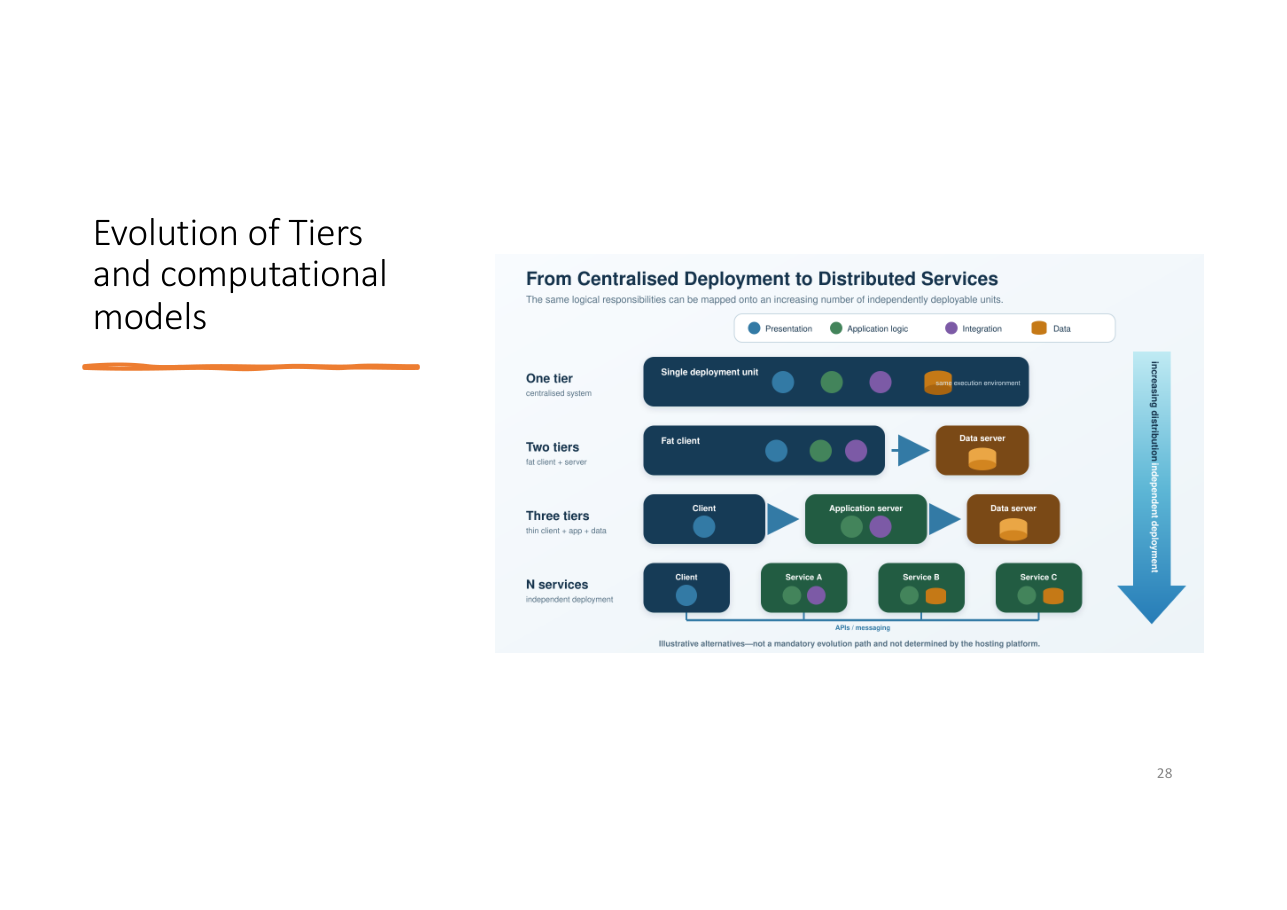 Evolution of Tiers
and computational
models
From Centralised Deployment to Distributed Services
The same logical responsibilities can be mapped onto an increasing number of independently deployable units.
Presentation Application logic Integration Data
One tier
centralised system
Single deployment unit
same execution environment
Two tiers
fat client + server
Fat client
Data server
Three tiers
thin client + app + data
Client
Application server
Data server
N services
independent deployment
Client
Service A
Service B
Service C
APIs / messaging
increasing distribution independent deployment
Illustrative alternatives—not a mandatory evolution path and not determined by the hosting platform.
28